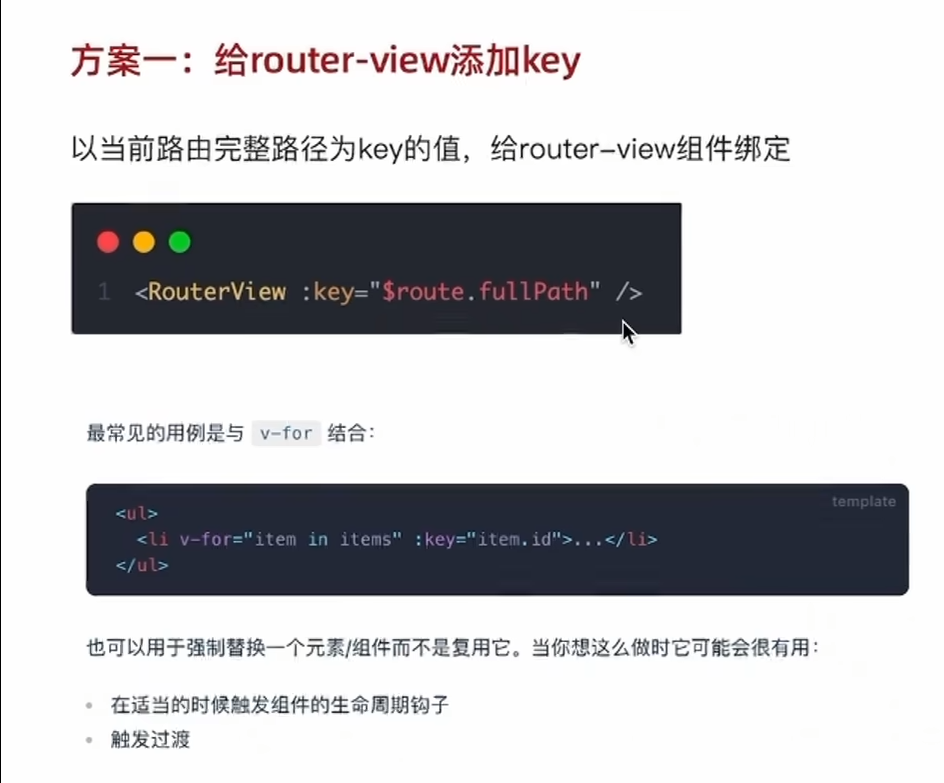 方案一：给router-view添加key
以当前路由完整路径为key的值，给router-view组件绑定
1 <RouterView :key="$route.fullPath" />
最常见的用例是与 v-for 结合：
template
<ul>
  <li v-for="item in items" :key="item.id">...</li>
</ul>
也可以用于强制替换一个元素/组件而不是复用它。当你想这么做时它可能会很有用：
• 在适当的时候触发组件的生命周期钩子
• 触发过渡